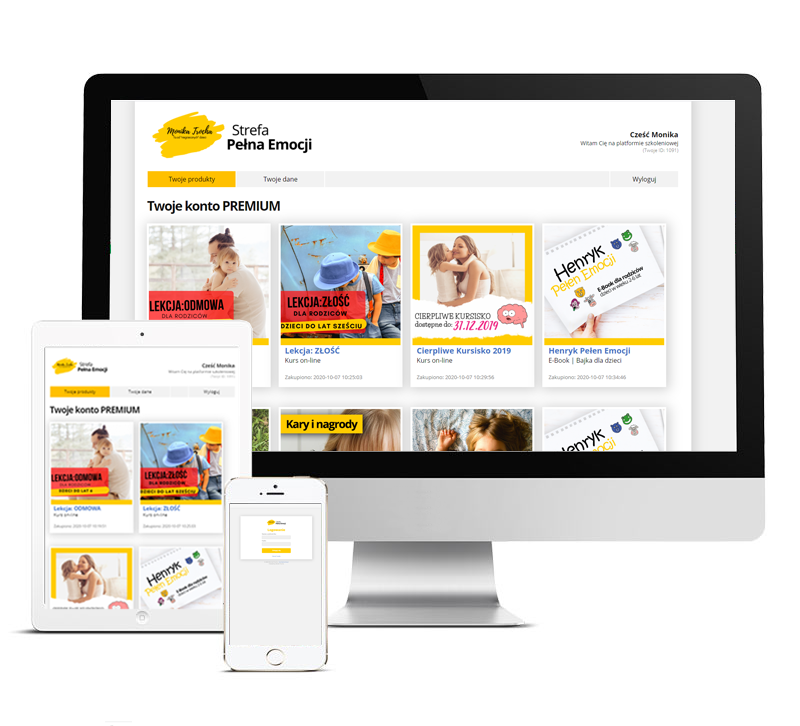 Monika Trocha
Strefa
Pełna Emocji
Cześć Monika
Witam Cię na platformie szkoleniowej
(Twoje ID: 1091)
Twoje produkty
Twoje dane
Wyloguj
Twoje konto PREMIUM
LEKCJA:ODMOWA
DLA RODZICÓW
LEKCJA:ZŁOŚĆ
DLA RODZICÓW
DZIECI DO LAT SZEŚCIU
CIERPLIWE KURSISKO
dostępne do: 31.12.2019
Henryk
Pełen Emocji
E-Book dla rodziców
dzieci w wieku 2-6 lat
Lekcja: ZŁOŚĆ
Kurs on-line
Zakupiono: 2020-10-07 10:25:03
Cierpliwe Kursisko 2019
Kurs on-line
Zakupiono: 2020-10-07 10:29:56
Henryk Pełen Emocji
E-Book | Bajka dla dzieci
Zakupiono: 2020-10-07 10:34:46
Kary i nagrody
Henryk
Strefa
Pełna Emocji
Cześć Monika
Witam Cię na platformie szkoleniowej
Twoje produkty
Twoje dane
Wyloguj
Twoje konto PREMIUM
LEKCJA:ODMOWA
DLA RODZICÓW
DZIECI DO LAT 6
LEKCJA:ZŁOŚĆ
DLA RODZICÓW
DZIECI DO LAT SZEŚCIU
Lekcja: ODMOWA
Kurs on-line
Lekcja: ZŁOŚĆ
Kurs on-line
Henryk
Pełen Emocji